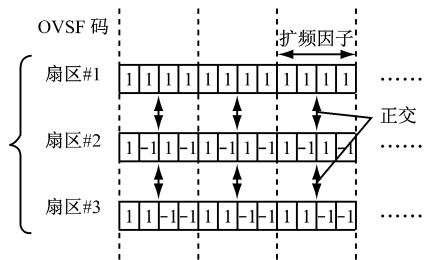 OVSF 码
扩频因子
扇区#1 1 1 1 1 1 1 1 1 1 1 1 1 ……
正交
扇区#2 1 -1 1 -1 1 -1 1 -1 1 -1 1 -1 ……
扇区#3 1 1 -1 -1 1 1 -1 -1 1 1 -1 -1 ……